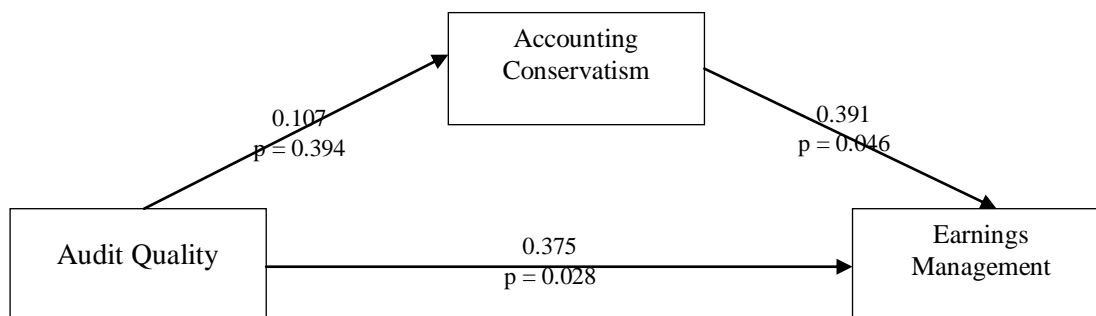 Accounting
Conservatism
0.107
p = 0.394
0.391
p = 0.046
Audit Quality
0.375
p = 0.028
Earnings
Management